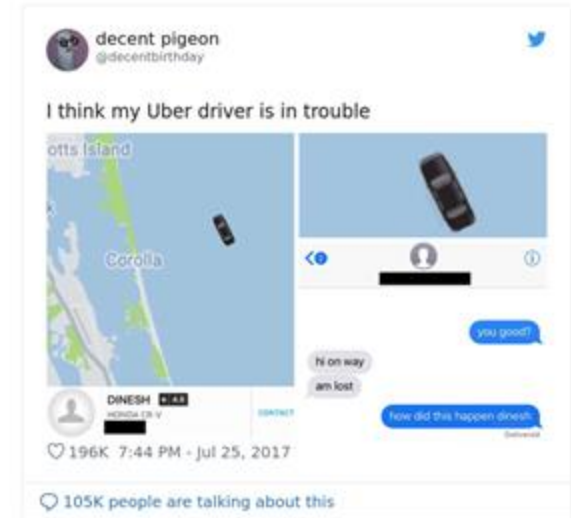 decent pigeon
@decentbirthday
I think my Uber driver is in trouble
otts Island
Corolla
DINESH
HONDA CR-V
CONTACT
you good?
hi on way
am lost
how did this happen dinesh
Delivered
196K 7:44 PM - Jul 25, 2017
105K people are talking about this